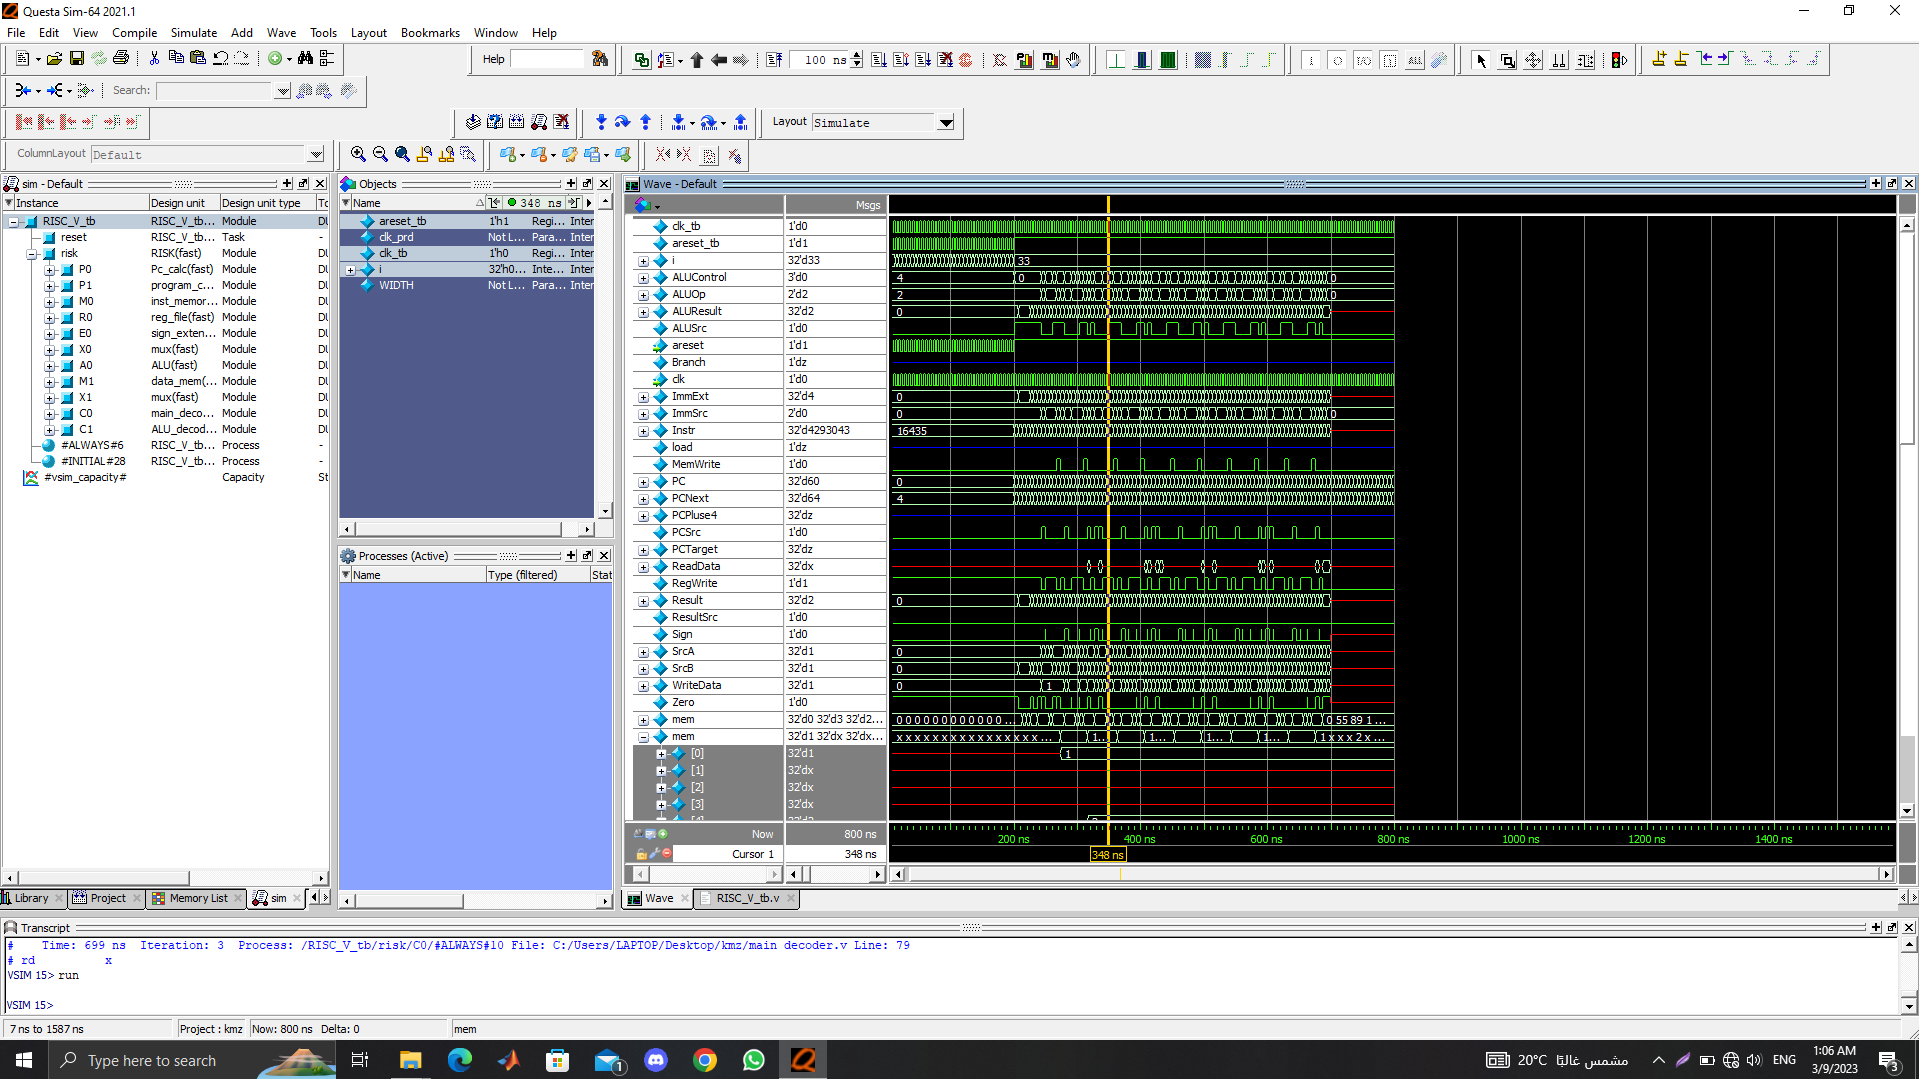 Questa Sim-64 2021.1
File Edit View Compile Simulate Add Wave Tools Layout Bookmarks Window Help
Help
100 ns
ALL
Search:
Layout Simulate
ColumnLayout Default
sim - Default
Instance Design unit Design unit type
RISC_V_tb RISC_V_tb... Module DU
reset RISC_V_tb... Task -
risk RISK(fast) Module DU
P0 Pc_calc(fast) Module DU
P1 program_c... Module DU
M0 inst_memor... Module DU
R0 reg_file(fast) Module DU
E0 sign_exten... Module DU
X0 mux(fast) Module DU
A0 ALU(fast) Module DU
M1 data_mem(... Module DU
X1 mux(fast) Module DU
C0 main_deco... Module DU
C1 ALU_decod... Module DU
#ALWAYS#6 RISC_V_tb... Process -
#INITIAL#28 RISC_V_tb... Process -
#vsim_capacity# Capacity St
Library Project Memory List sim
Objects
Name 348 ns
areset_tb 1'h1 Regi... Inter
clk_prd Not L... Para... Inter
clk_tb 1'h0 Regi... Inter
i 32'h0... Inte... Inter
WIDTH Not L... Para... Inter
Processes (Active)
Name Type (filtered) Stat
Wave - Default
Msgs
clk_tb 1'd0
areset_tb 1'd1
i 32'd33 33
ALUControl 3'd0 4 0 0
ALUOp 2'd2 2 0
ALUResult 32'd2 0
ALUSrc 1'd0
areset 1'd1
Branch 1'dz
clk 1'd0
ImmExt 32'd4 0
ImmSrc 2'd0 0 0
Instr 32'd4293043 16435
load 1'dz
MemWrite 1'd0
PC 32'd60 0
PCNext 32'd64 4
PCPluse4 32'dz
PCSrc 1'd0
PCTarget 32'dz
ReadData 32'dx
RegWrite 1'd1
Result 32'd2 0
ResultSrc 1'd0
Sign 1'd0
SrcA 32'd1 0
SrcB 32'd1 0
WriteData 32'd1 0 1
Zero 1'd0
mem 32'd0 32'd3 32'd2... 0 0 0 0 0 0 0 0 0 0 0 0 0 ... 0 55 89 1 ...
mem 32'd1 32'dx 32'dx... x x x x x x x x x x x x x x x x x x ... 1... 1... 1... 1... 1 x x x 2 x ...
[0] 32'd1 1
[1] 32'dx
[2] 32'dx
[3] 32'dx
Now 800 ns 200 ns 400 ns 600 ns 800 ns 1000 ns 1200 ns 1400 ns
Cursor 1 348 ns 348 ns
Wave RISC_V_tb.v
Transcript
# Time: 699 ns Iteration: 3 Process: /RISC_V_tb/risk/C0/#ALWAYS#10 File: C:/Users/LAPTOP/Desktop/kmz/main decoder.v Line: 79
# rd x
VSIM 15> run
VSIM 15>
7 ns to 1587 ns Project : kmz Now: 800 ns Delta: 0 mem
Type here to search
1
20°C مشمس غالبًا
ENG
1:06 AM
3/9/2023
3